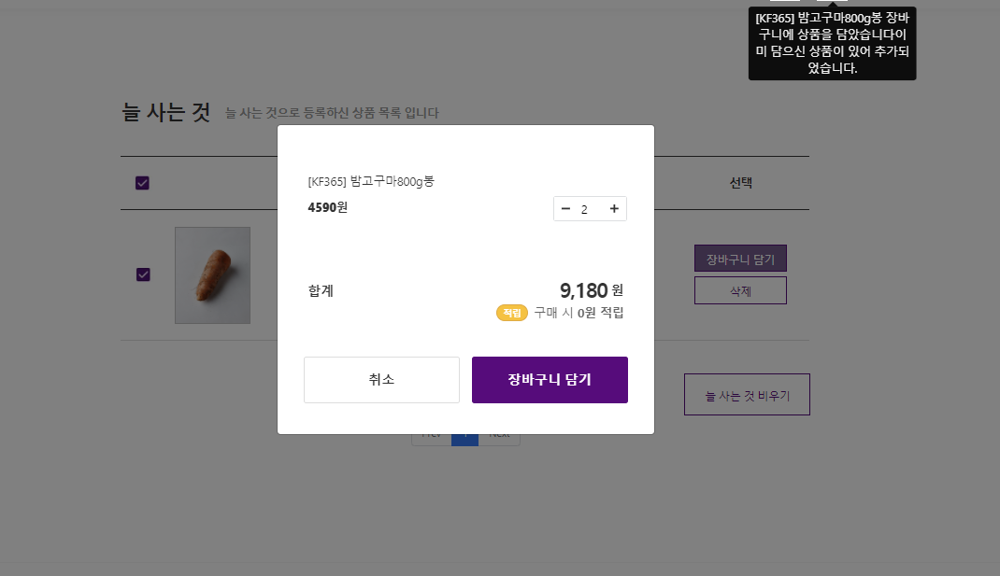 [KF365] 밤고구마800g봉 장바
구니에 상품을 담았습니다이
미 담으신 상품이 있어 추가되
었습니다.
늘 사는 것 늘 사는 것으로 등록하신 상품 목록 입니다
선택
[KF365] 밤고구마800g봉
4590원
2
장바구니 담기
삭제
합계
9,180 원
적립 구매 시 0원 적립
취소
장바구니 담기
늘 사는 것 비우기
Prev
1
Next